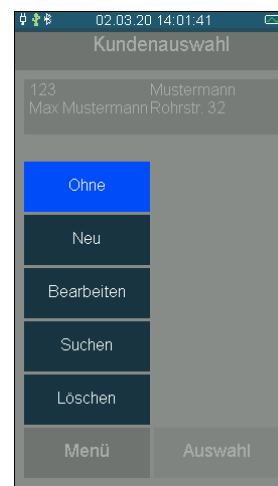 02.03.20 14:01:41
Kundenauswahl
123 Mustermann
Max Mustermann Rohrstr. 32
Ohne
Neu
Bearbeiten
Suchen
Löschen
Menü Auswahl